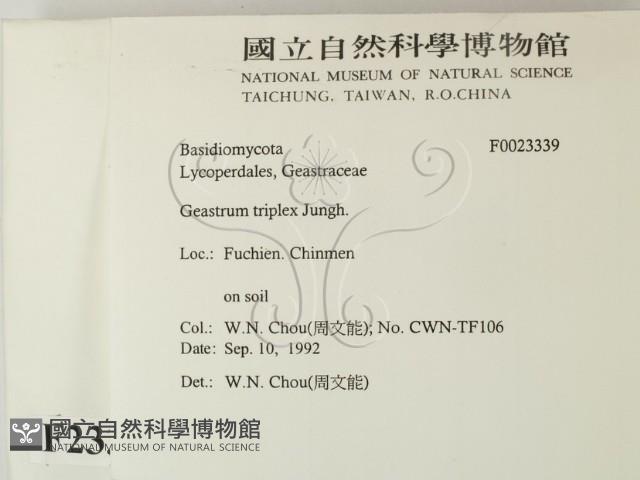 國立自然科學博物館
NATIONAL MUSEUM OF NATURAL SCIENCE
TAICHUNG, TAIWAN, R.O.CHINA
Basidiomycota F0023339
Lycoperdales, Geastraceae
Geastrum triplex Jungh.
Loc.: Fuchien. Chinmen
on soil
Col.: W.N. Chou(周文能); No. CWN-TF106
Date: Sep. 10, 1992
Det.: W.N. Chou(周文能)
F23
國立自然科學博物館
NATIONAL MUSEUM OF NATURAL SCIENCE